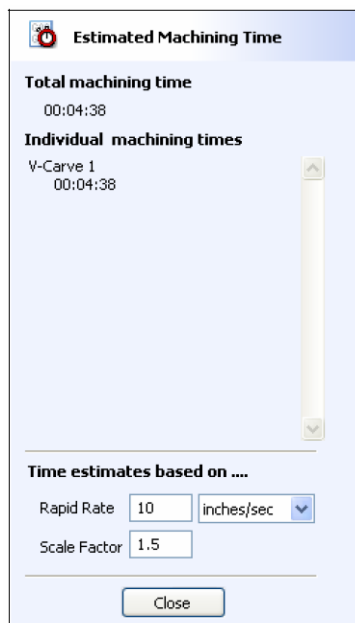 Estimated Machining Time
Total machining time
00:04:38
Individual machining times
V-Carve 1
00:04:38
Time estimates based on ....
Rapid Rate 10 inches/sec
Scale Factor 1.5
Close